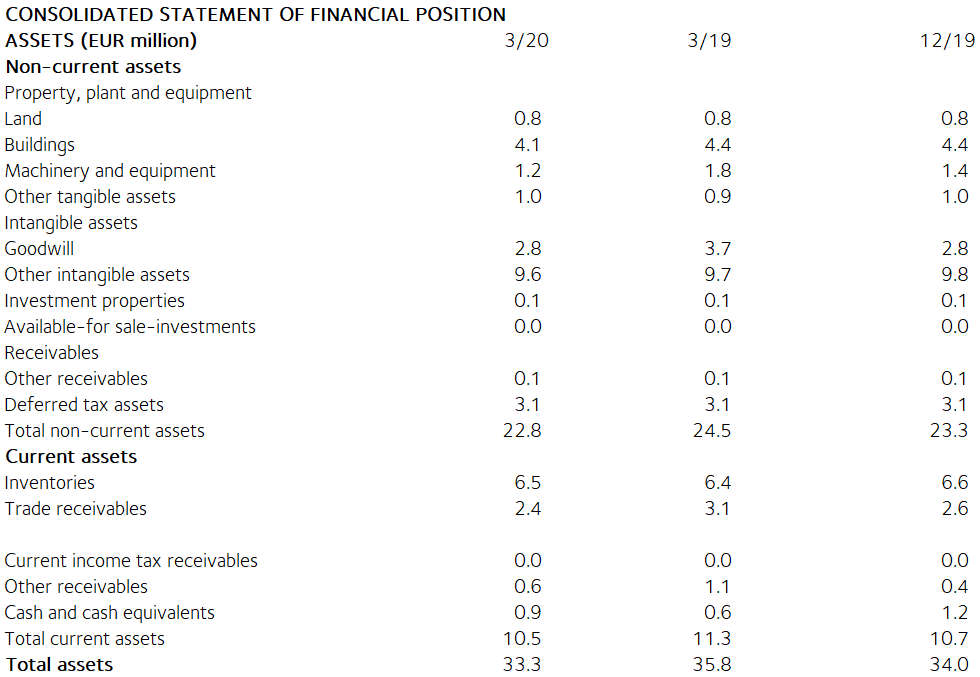 CONSOLIDATED STATEMENT OF FINANCIAL POSITION
ASSETS (EUR million) 3/20 3/19 12/19
Non-current assets
Property, plant and equipment
Land 0.8 0.8 0.8
Buildings 4.1 4.4 4.4
Machinery and equipment 1.2 1.8 1.4
Other tangible assets 1.0 0.9 1.0
Intangible assets
Goodwill 2.8 3.7 2.8
Other intangible assets 9.6 9.7 9.8
Investment properties 0.1 0.1 0.1
Available-for sale-investments 0.0 0.0 0.0
Receivables
Other receivables 0.1 0.1 0.1
Deferred tax assets 3.1 3.1 3.1
Total non-current assets 22.8 24.5 23.3
Current assets
Inventories 6.5 6.4 6.6
Trade receivables 2.4 3.1 2.6
Current income tax receivables 0.0 0.0 0.0
Other receivables 0.6 1.1 0.4
Cash and cash equivalents 0.9 0.6 1.2
Total current assets 10.5 11.3 10.7
Total assets 33.3 35.8 34.0